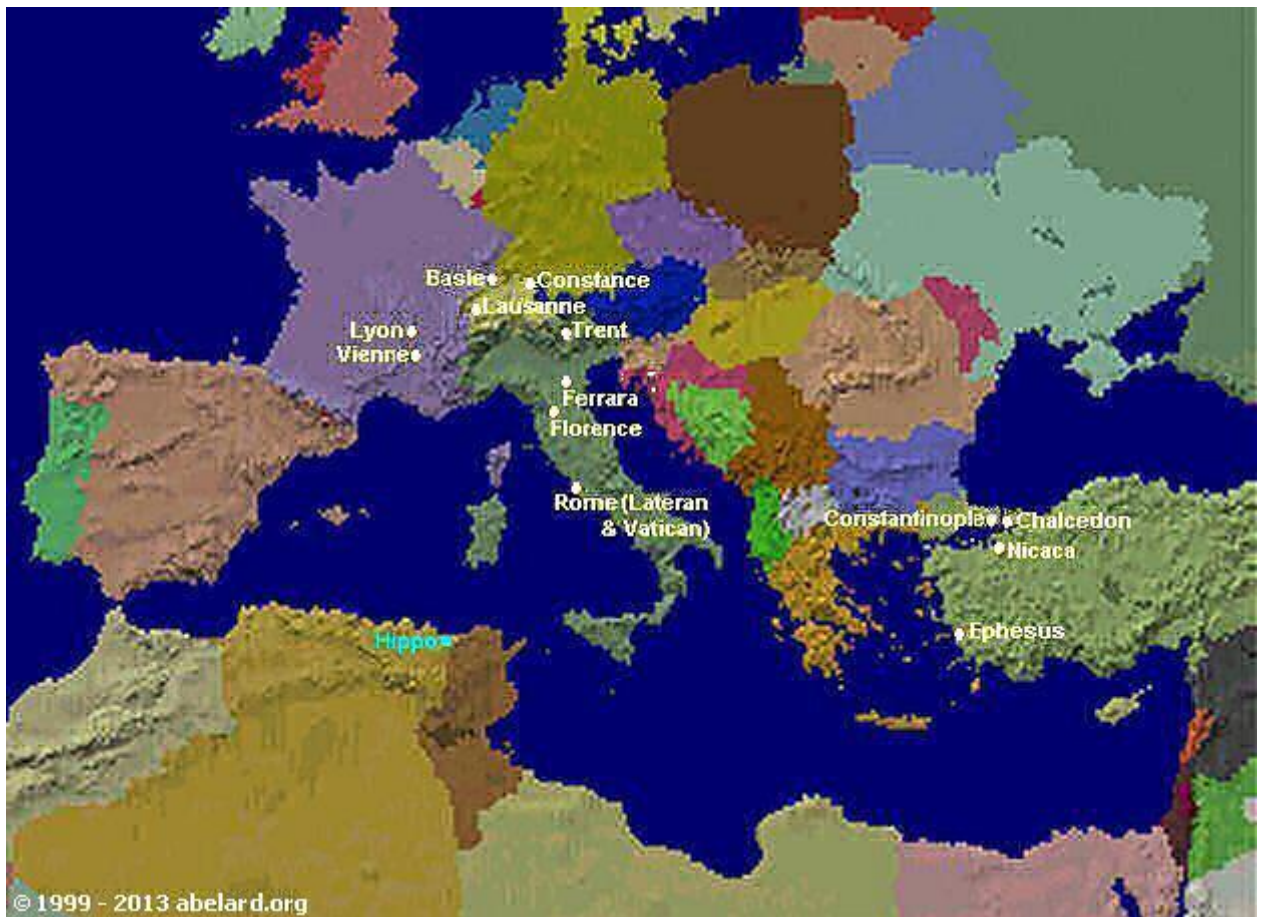 Basle
Constance
Lausanne
Lyon
Trent
Vienne
Ferrara
Florence
Rome (Lateran
& Vatican)
Constantinople
Chalcedon
Nicaca
Ephesus
Hippo
© 1999 - 2013 abelard.org